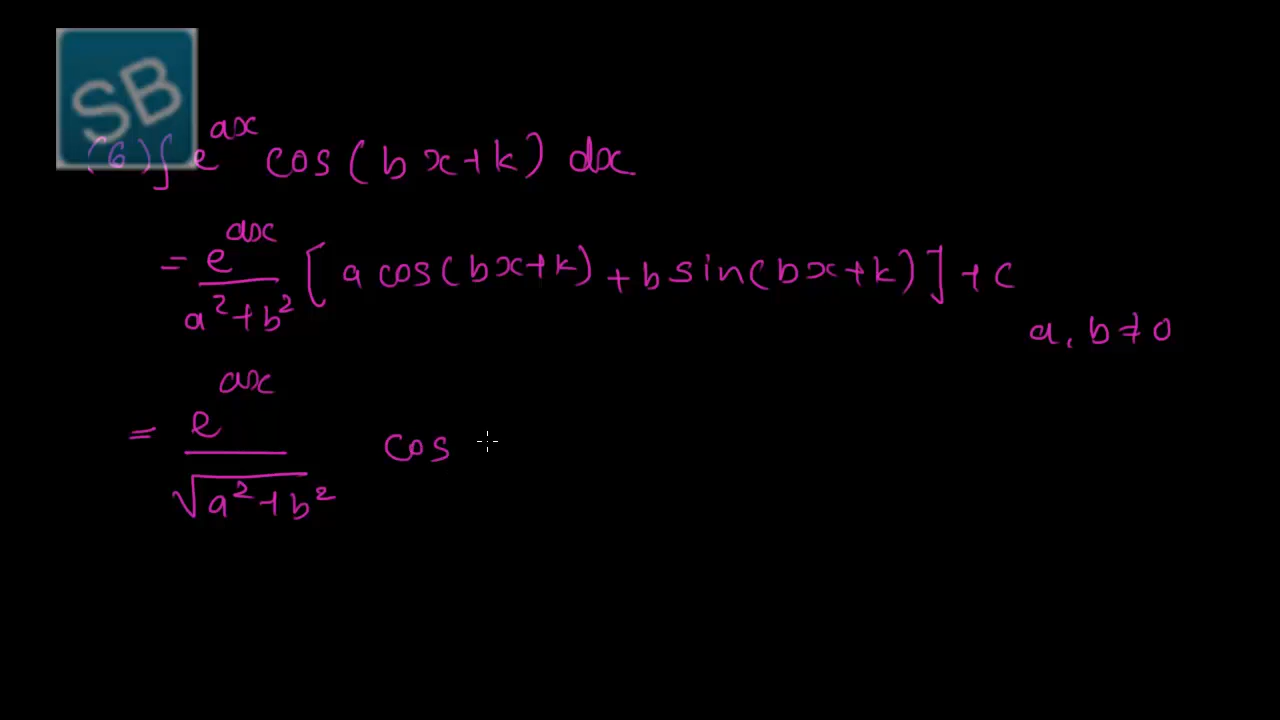 SB
(6) ∫ e^ax cos(bx+k) dx
= e^ax / a²+b² [a cos(bx+k) + b sin(bx+k)] + c
a, b ≠ 0
= e^ax / √a²+b² cos